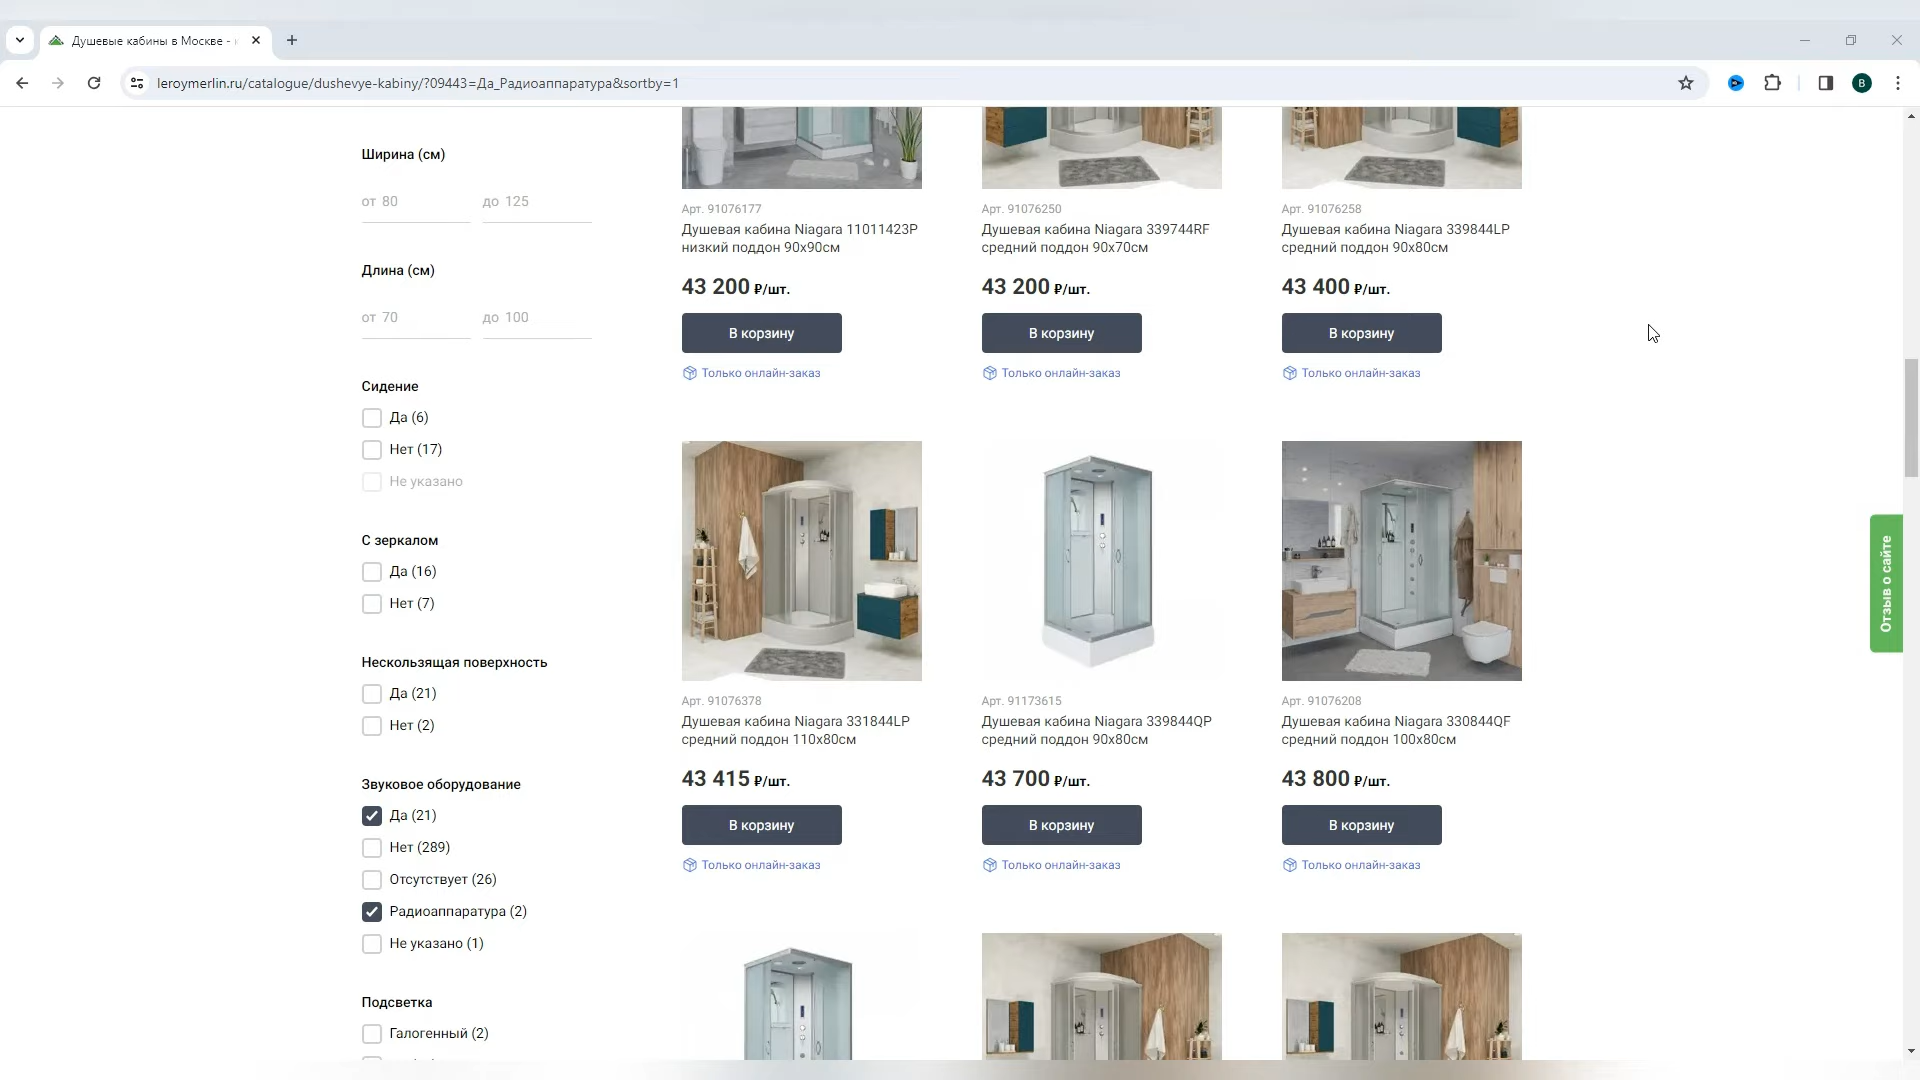 Душевые кабины в Москве -
leroymerlin.ru/catalogue/dushevye-kabiny/?09443=Да_Радиоаппаратура&sortby=1
B
Ширина (см)
от 80
до 125
Длина (см)
от 70
до 100
Сидение
Да (6)
Нет (17)
Не указано
С зеркалом
Да (16)
Нет (7)
Нескользящая поверхность
Да (21)
Нет (2)
Звуковое оборудование
Да (21)
Нет (289)
Отсутствует (26)
Радиоаппаратура (2)
Не указано (1)
Подсветка
Галогенный (2)
Арт. 91076177
Душевая кабина Niagara 11011423P
низкий поддон 90x90см
43 200 ₽/шт.
В корзину
Только онлайн-заказ
Арт. 91076250
Душевая кабина Niagara 339744RF
средний поддон 90x70см
43 200 ₽/шт.
В корзину
Только онлайн-заказ
Арт. 91076258
Душевая кабина Niagara 339844LP
средний поддон 90x80см
43 400 ₽/шт.
В корзину
Только онлайн-заказ
Арт. 91076378
Душевая кабина Niagara 331844LP
средний поддон 110x80см
43 415 ₽/шт.
В корзину
Только онлайн-заказ
Арт. 91173615
Душевая кабина Niagara 339844QP
средний поддон 90x80см
43 700 ₽/шт.
В корзину
Только онлайн-заказ
Арт. 91076208
Душевая кабина Niagara 330844QF
средний поддон 100x80см
43 800 ₽/шт.
В корзину
Только онлайн-заказ
Отзыв о сайте